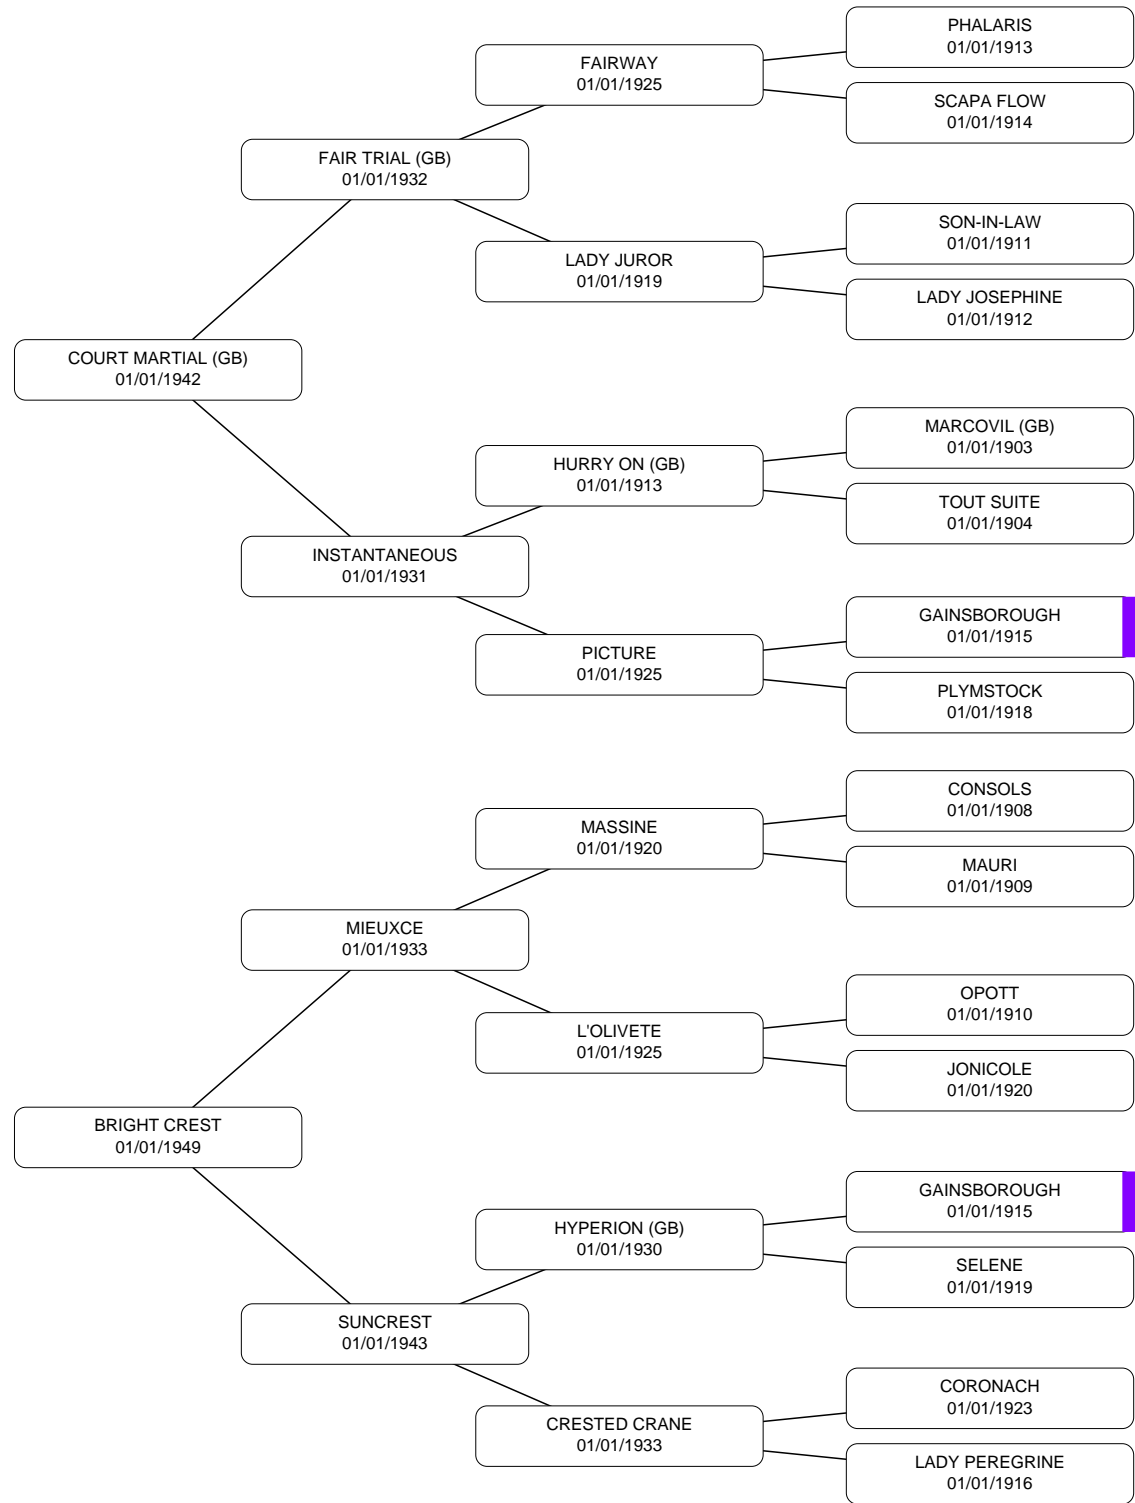 PHALARIS
01/01/1913
FAIRWAY
01/01/1925
SCAPA FLOW
01/01/1914
FAIR TRIAL (GB)
01/01/1932
SON-IN-LAW
01/01/1911
LADY JUROR
01/01/1919
LADY JOSEPHINE
01/01/1912
COURT MARTIAL (GB)
01/01/1942
MARCOVIL (GB)
01/01/1903
HURRY ON (GB)
01/01/1913
TOUT SUITE
01/01/1904
INSTANTANEOUS
01/01/1931
GAINSBOROUGH
01/01/1915
PICTURE
01/01/1925
PLYMSTOCK
01/01/1918
CONSOLS
01/01/1908
MASSINE
01/01/1920
MAURI
01/01/1909
MIEUXCE
01/01/1933
OPOTT
01/01/1910
L'OLIVETE
01/01/1925
JONICOLE
01/01/1920
BRIGHT CREST
01/01/1949
GAINSBOROUGH
01/01/1915
HYPERION (GB)
01/01/1930
SELENE
01/01/1919
SUNCREST
01/01/1943
CORONACH
01/01/1923
CRESTED CRANE
01/01/1933
LADY PEREGRINE
01/01/1916